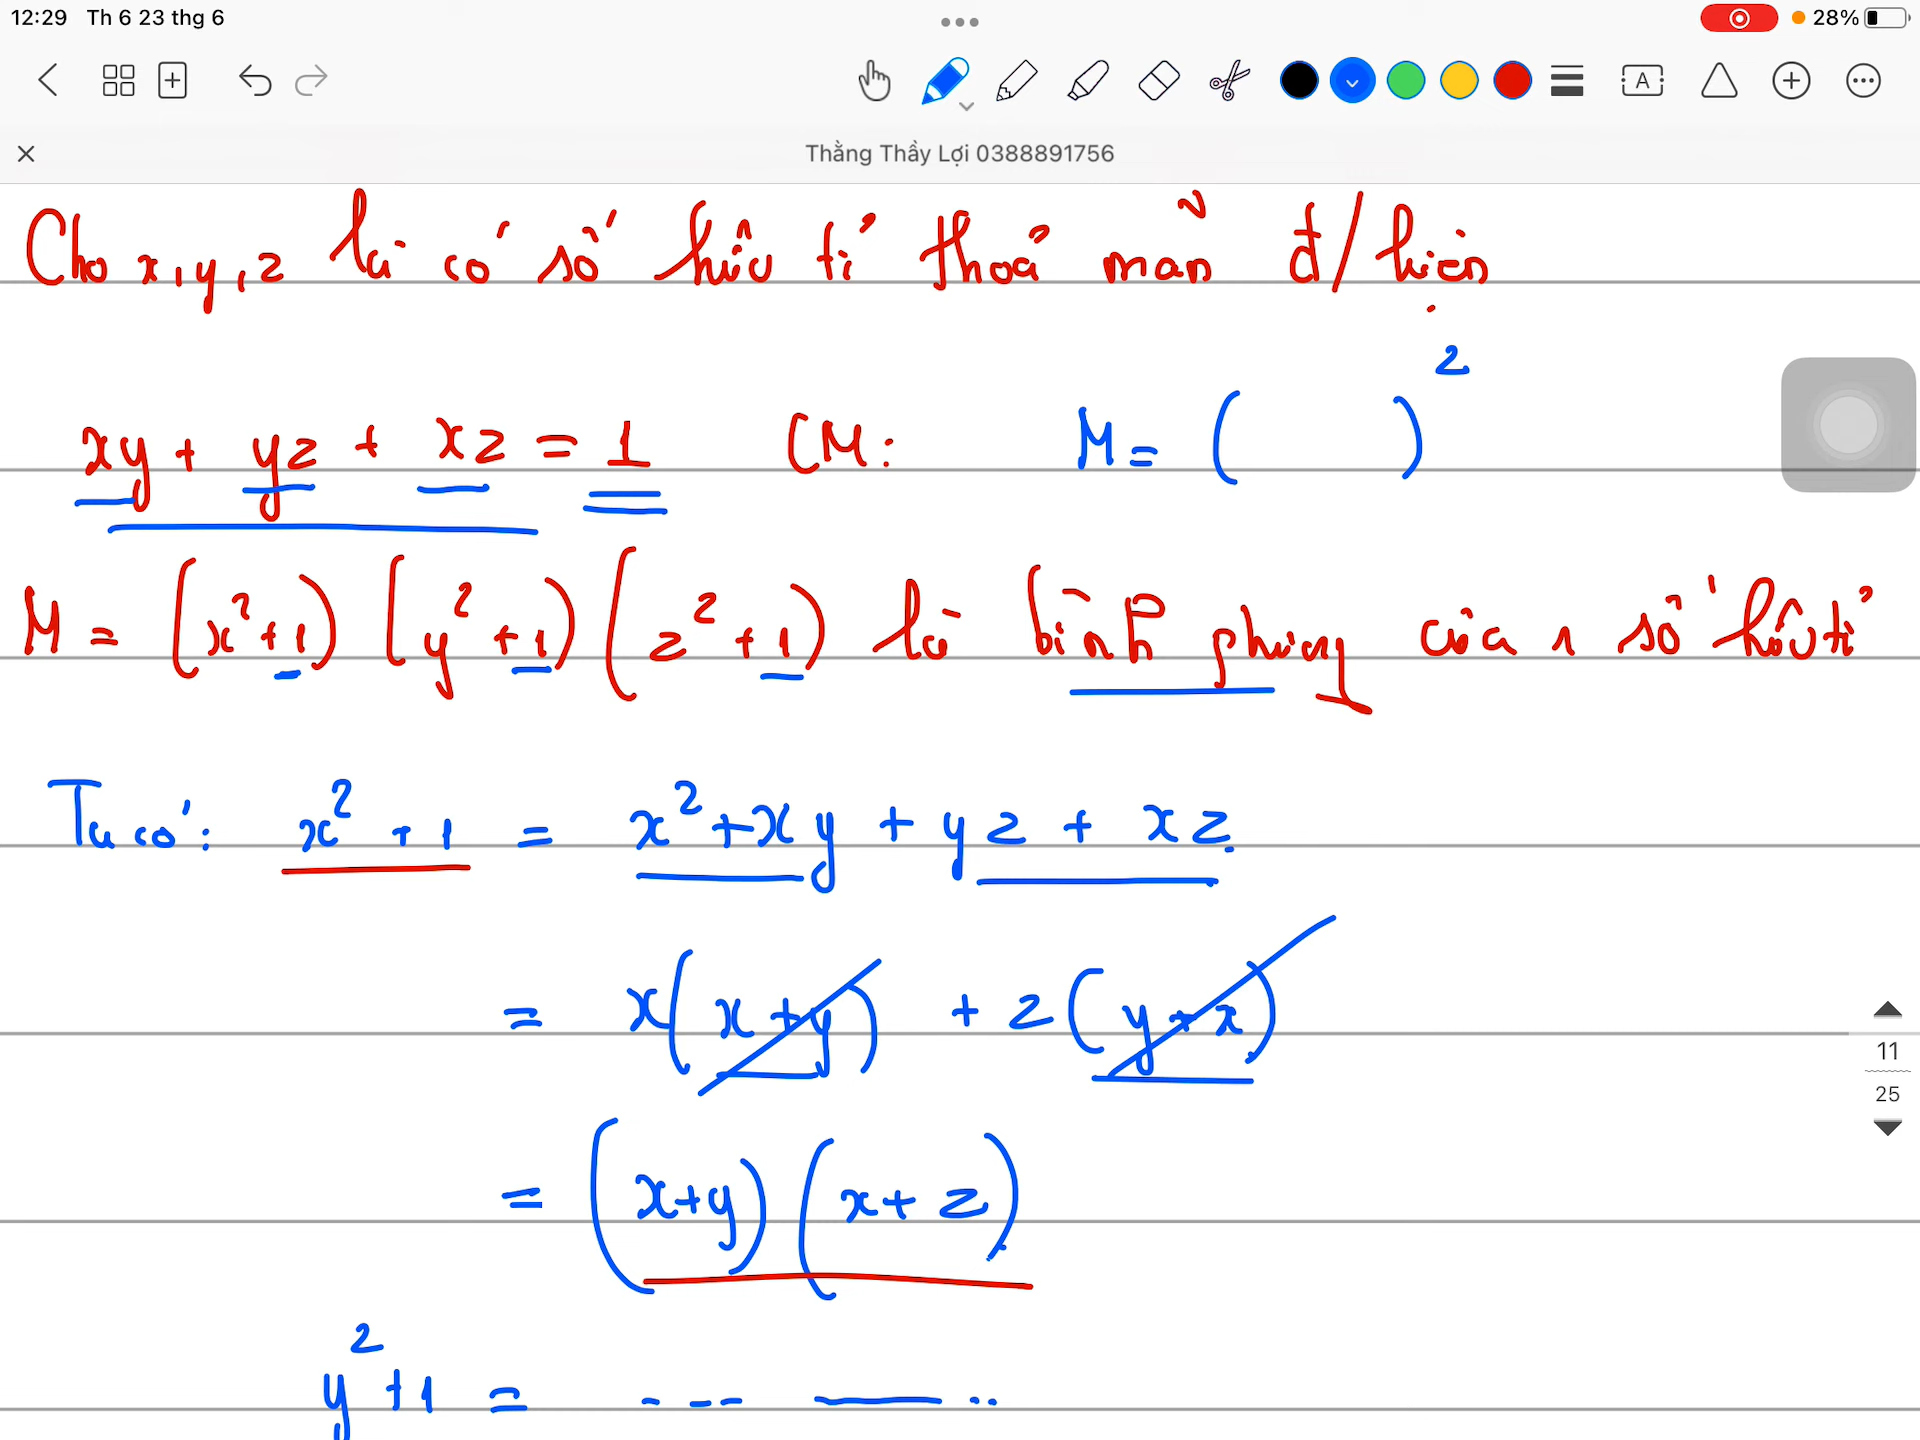 12:29 Th 6 23 thg 6 28%
A
Thằng Thầy Lợi 0388891756
Cho x,y,z là có số hữu tỉ thoả mãn đ/kiện
xy + yz + xz = 1 CM: M = ( )²
M = (x²+1) (y²+1) (z²+1) là bình phương của 1 số hữu tỉ
Ta có: x² + 1 = x² + xy + yz + xz
= x(x+y) + z(y+x)
= (x+y)(x+z)
11
25
y² + 1 = --- — ..